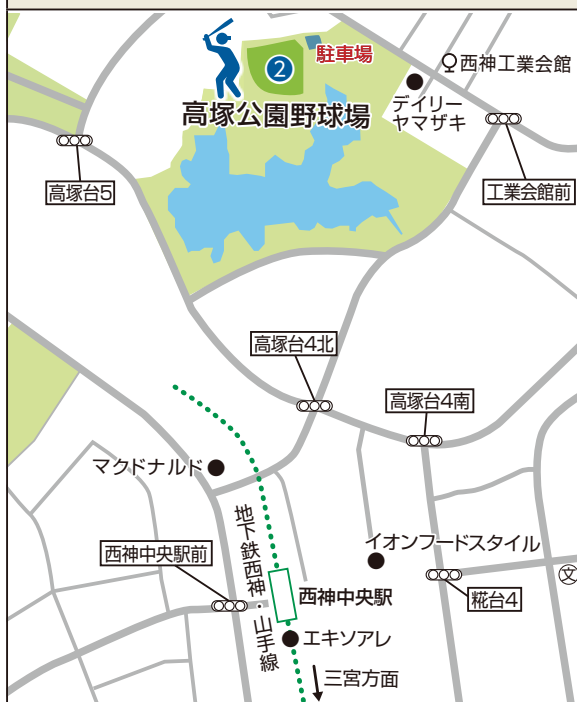 駐車場
2
西神工業会館
高塚公園野球場
デイリー
ヤマザキ
高塚台5
工業会館前
高塚台4北
高塚台4南
マクドナルド
地下鉄西神・山手線
イオンフードスタイル
西神中央駅前
西神中央駅
糀台4
文
エキソアレ
三宮方面